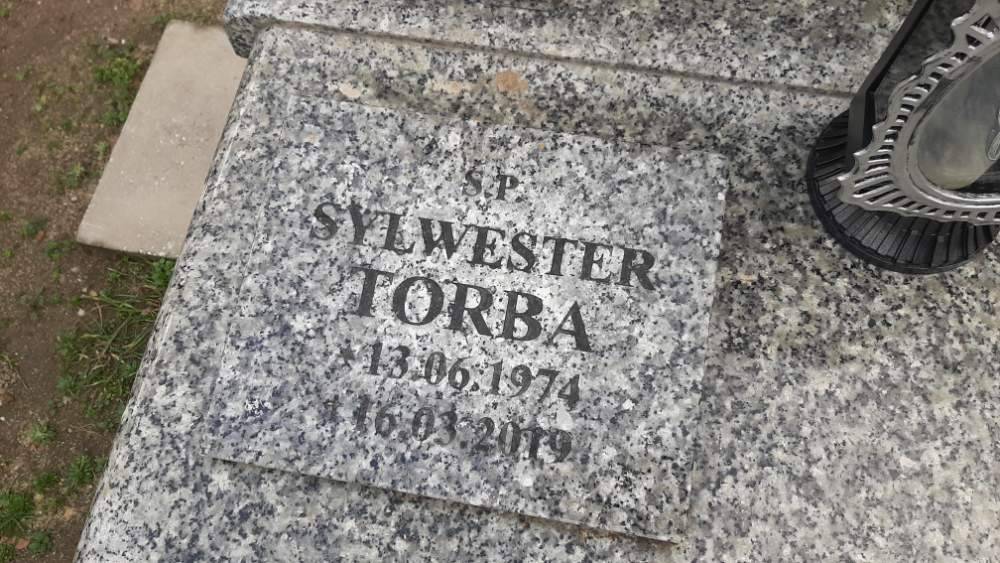 S.P
SYLWESTER
TORBA
* 13.06.1974
† 16.03.2019